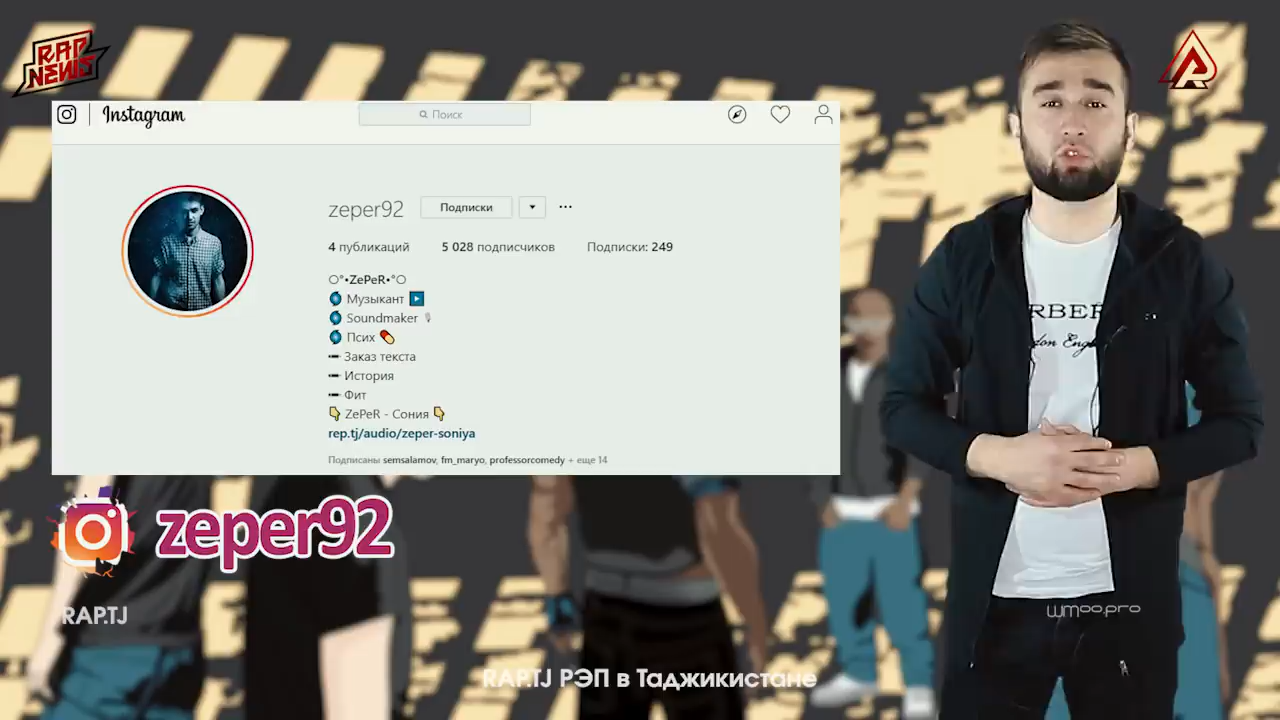 RAP
NEWS
Instagram
Поиск
zeper92
Подписки
4 публикаций
5 028 подписчиков
Подписки: 249
○°•ZePeR•°○
Музыкант
Soundmaker
Псих
Заказ текста
История
Фит
ZePeR - Сония
rep.tj/audio/zeper-soniya
Подписаны semsalamov, fm_maryo, professorcomedy + еще 14
zeper92
RAP.TJ
RAP.TJ РЭП в Таджикистане
wmoo.pro